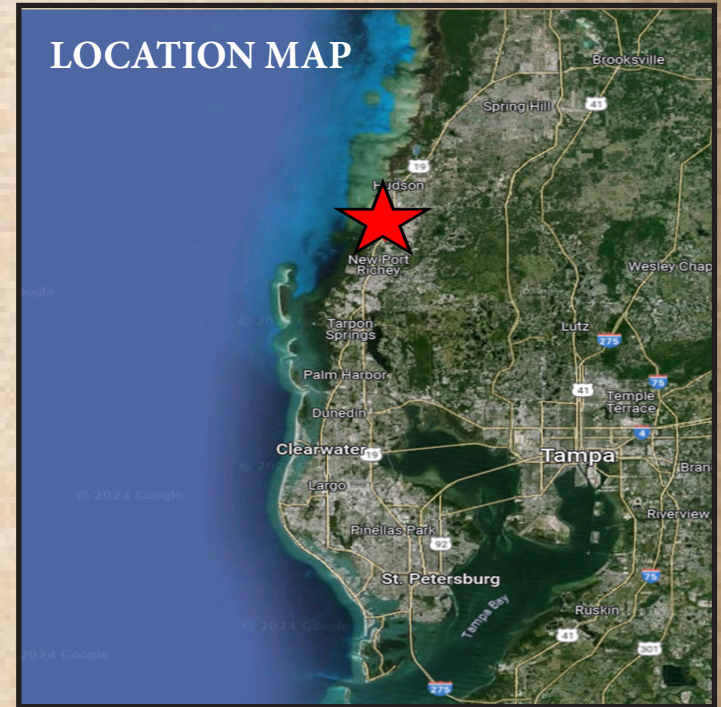 LOCATION MAP
Brooksville
Spring Hill
41
19
Hudson
New Port
Richey
Wesley Chap
ogle
Tarpon
Springs
Lutz
275
Palm Harbor
41
75
Temple
Terrace
Dunedin
4
Clearwater
19
Tampa
Bran
Largo
© 2024 Google
Riverview
Pinellas Park
92
St. Petersburg
75
Tampa Bay
Ruskin
© 2024 Google
41
301
2024 Google
275